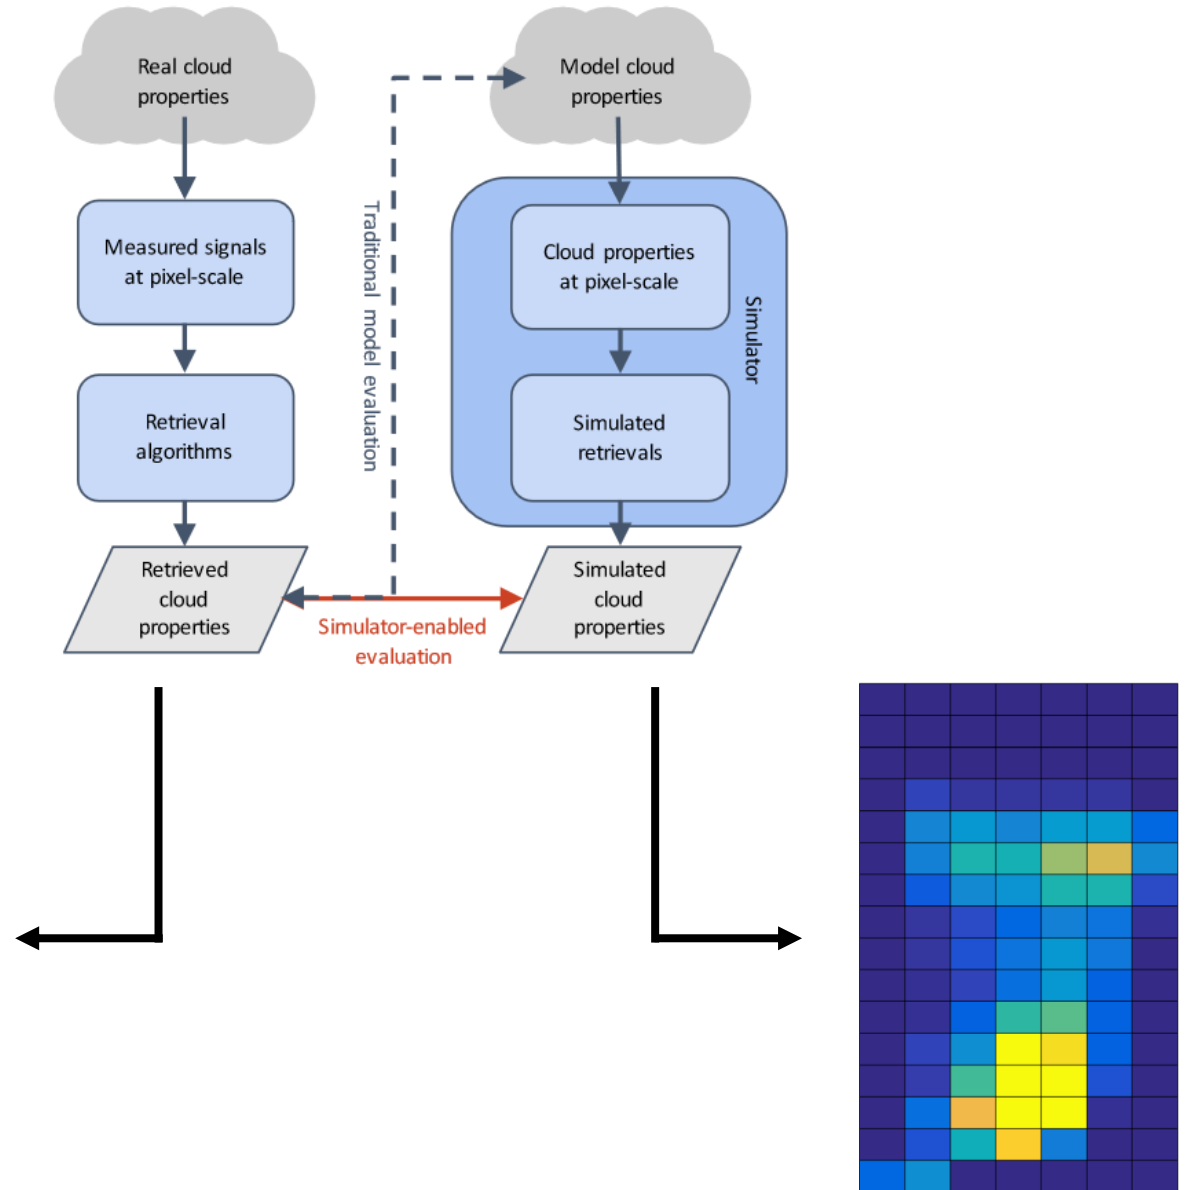 Real cloud
properties
Model cloud
properties
Measured signals
at pixel-scale
Traditional model evaluation
Cloud properties
at pixel-scale
Simulator
Retrieval
algorithms
Simulated
retrievals
Retrieved
cloud
properties
Simulator-enabled
evaluation
Simulated
cloud
properties